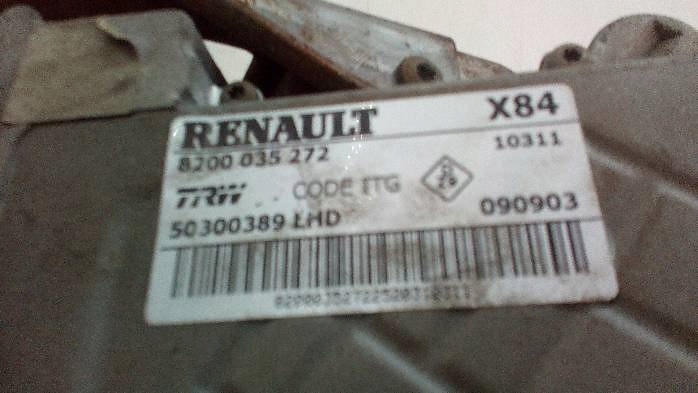 RENAULT X84
8200 035 272 10311
TRW CODE ITG
50300389 LHD 090903